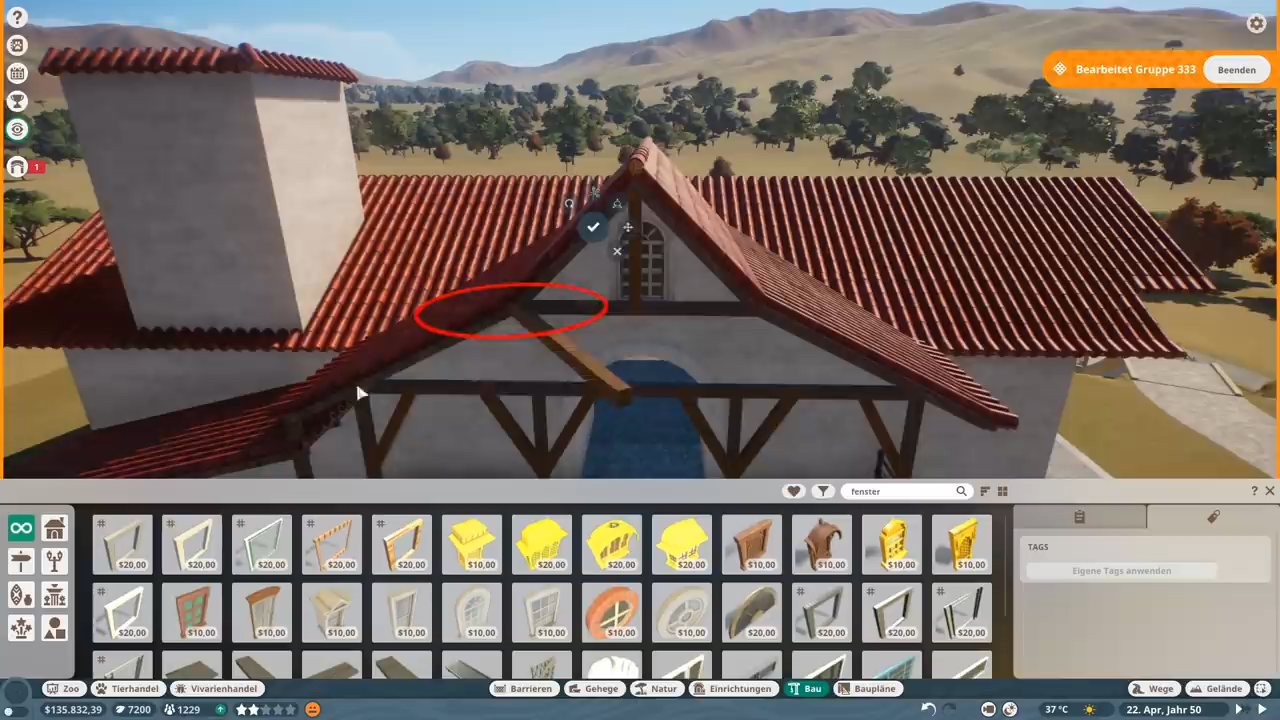 Bearbeitet Gruppe 333
Beenden
1
fenster
? ×
$20,00 $20,00 $20,00 $20,00 $20,00 $10,00 $20,00 $20,00 $10,00 $10,00 $10,00 $10,00 $10,00
TAGS
Eigene Tags anwenden
$20,00 $10,00 $10,00 $10,00 $10,00 $10,00 $10,00 $10,00 $10,00 $20,00 $20,00 $20,00 $20,00
Zoo Tierhandel Vivarienhandel Barrieren Gehege Natur Einrichtungen Bau Baupläne Wege Gelände
$135.832,39 7200 1229 37 °C 22. Apr, Jahr 50